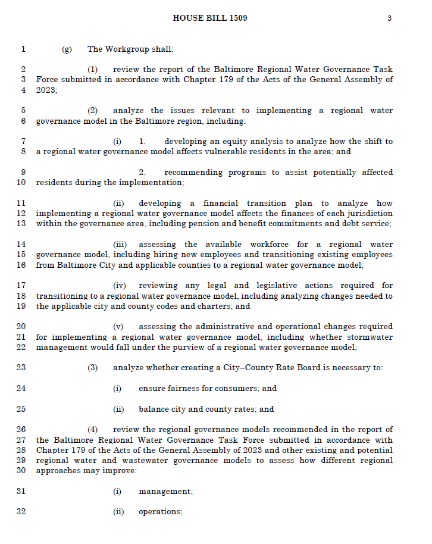 HOUSE BILL 1509 3
1 (g) The Workgroup shall:
2 (1) review the report of the Baltimore Regional Water Governance Task
3 Force submitted in accordance with Chapter 179 of the Acts of the General Assembly of
4 2023;
5 (2) analyze the issues relevant to implementing a regional water
6 governance model in the Baltimore region, including:
7 (i) 1. developing an equity analysis to analyze how the shift to
8 a regional water governance model affects vulnerable residents in the area; and
9 2. recommending programs to assist potentially affected
10 residents during the implementation;
11 (ii) developing a financial transition plan to analyze how
12 implementing a regional water governance model affects the finances of each jurisdiction
13 within the governance area, including pension and benefit commitments and debt service;
14 (iii) assessing the available workforce for a regional water
15 governance model, including hiring new employees and transitioning existing employees
16 from Baltimore City and applicable counties to a regional water governance model;
17 (iv) reviewing any legal and legislative actions required for
18 transitioning to a regional water governance model, including analyzing changes needed to
19 the applicable city and county codes and charters; and
20 (v) assessing the administrative and operational changes required
21 for implementing a regional water governance model, including whether stormwater
22 management would fall under the purview of a regional water governance model;
23 (3) analyze whether creating a City–County Rate Board is necessary to:
24 (i) ensure fairness for consumers; and
25 (ii) balance city and county rates; and
26 (4) review the regional governance models recommended in the report of
27 the Baltimore Regional Water Governance Task Force submitted in accordance with
28 Chapter 179 of the Acts of the General Assembly of 2023 and other existing and potential
29 regional water and wastewater governance models to assess how different regional
30 approaches may improve:
31 (i) management;
32 (ii) operations;